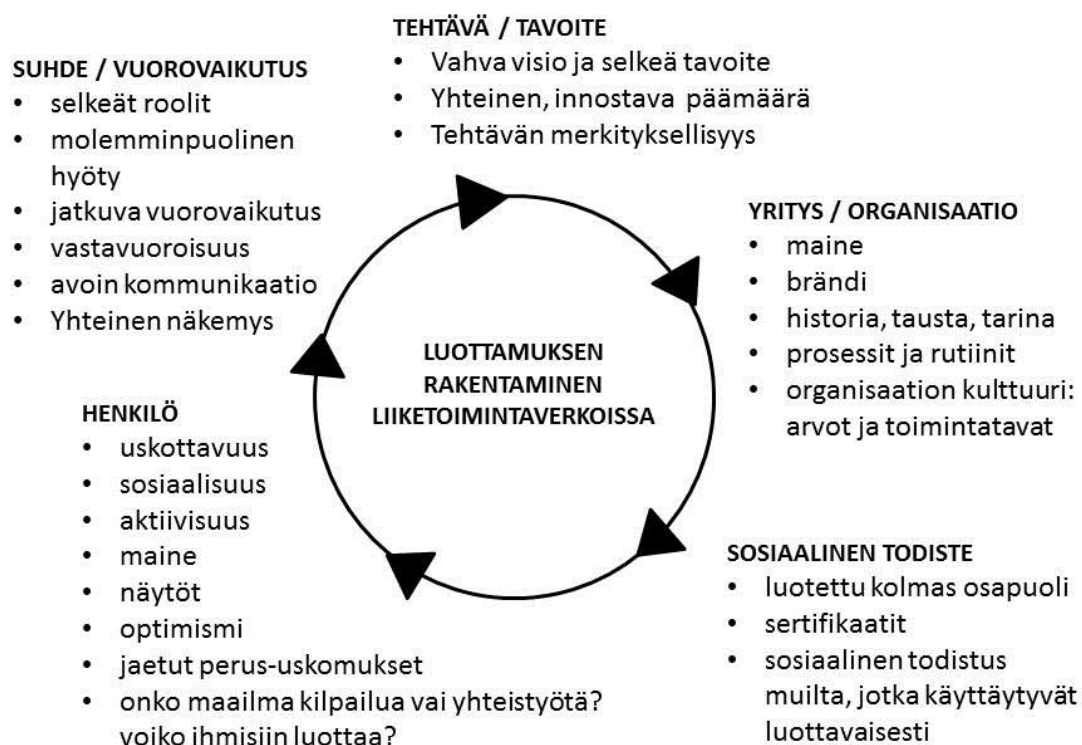 TEHTÄVÄ / TAVOITE
• Vahva visio ja selkeä tavoite
• Yhteinen, innostava päämäärä
• Tehtävän merkityksellisyys
SUHDE / VUOROVAIKUTUS
• selkeät roolit
• molemminpuolinen
hyöty
• jatkuva vuorovaikutus
• vastavuoroisuus
• avoin kommunikaatio
• Yhteinen näkemys
YRITYS / ORGANISAATIO
• maine
• brändi
• historia, tausta, tarina
• prosessit ja rutiinit
• organisaation kulttuuri:
arvot ja toimintatavat
LUOTTAMUKSEN
RAKENTAMINEN
LIIKETOIMINTAVERKOISSA
HENKILÖ
• uskottavuus
• sosiaalisuus
• aktiivisuus
• maine
• näytöt
• optimismi
• jaetut perus-uskomukset
• onko maailma kilpailua vai yhteistyötä?
voiko ihmisiin luottaa?
SOSIAALINEN TODISTE
• luotettu kolmas osapuoli
• sertifikaatit
• sosiaalinen todistus
muilta, jotka käyttäytyvät
luottavaisesti